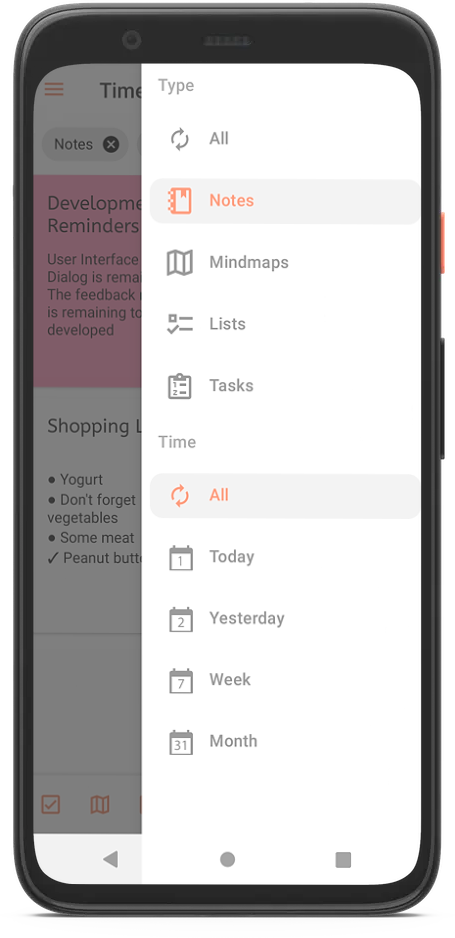 Time
Notes
Developme
Reminders
User Interface
Dialog is remai
The feedback
is remaining to
developed
Shopping L
● Yogurt
● Don't forget
vegetables
● Some meat
✓ Peanut butt
Type
All
Notes
Mindmaps
Lists
Tasks
Time
All
1 Today
2 Yesterday
7 Week
31 Month